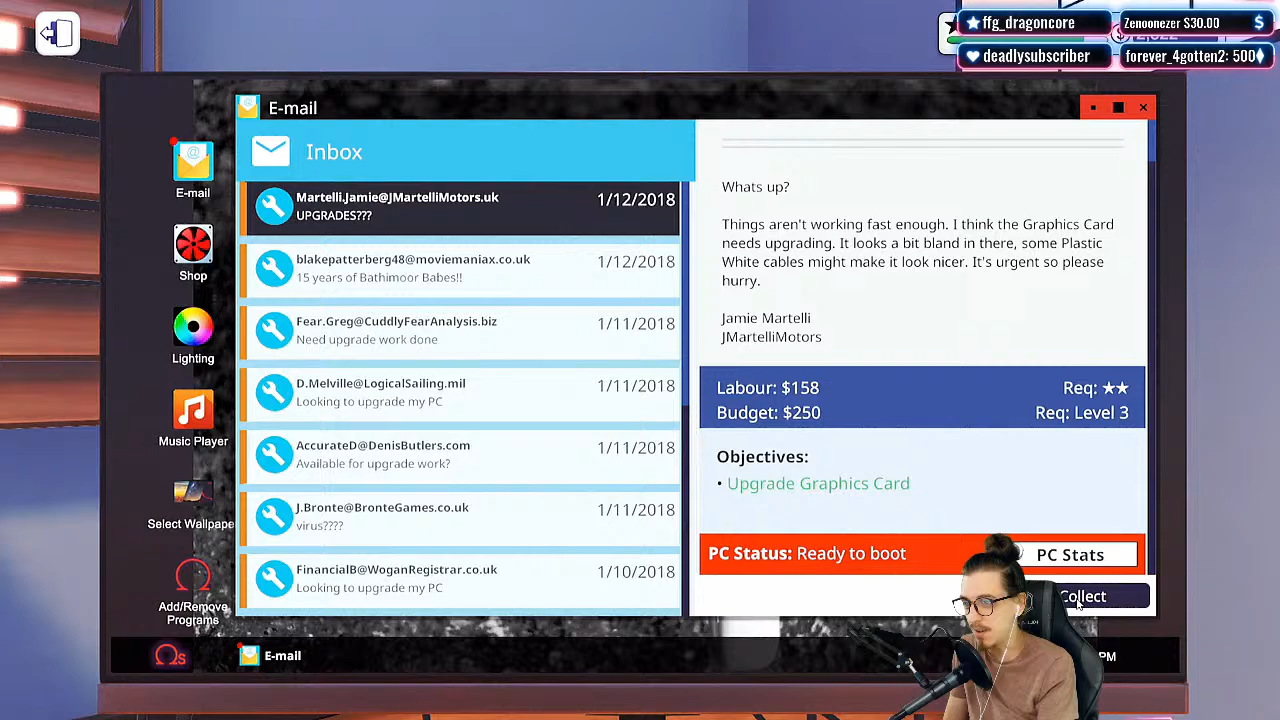 ffg_dragoncore
Zenoonezer $30.00
deadlysubscriber
forever_4gotten2: 500
E-mail
Inbox
Martelli.Jamie@JMartelliMotors.uk 1/12/2018
UPGRADES???
blakepatterberg48@moviemaniax.co.uk 1/12/2018
15 years of Bathimoor Babes!!
Fear.Greg@CuddlyFearAnalysis.biz 1/11/2018
Need upgrade work done
D.Melville@LogicalSailing.mil 1/11/2018
Looking to upgrade my PC
AccurateD@DenisButlers.com 1/11/2018
Available for upgrade work?
J.Bronte@BronteGames.co.uk 1/11/2018
virus????
FinancialB@WoganRegistrar.co.uk 1/10/2018
Looking to upgrade my PC
Whats up?
Things aren't working fast enough. I think the Graphics Card
needs upgrading. It looks a bit bland in there, some Plastic
White cables might make it look nicer. It's urgent so please
hurry.
Jamie Martelli
JMartelliMotors
Labour: $158
Req: ★★
Budget: $250
Req: Level 3
Objectives:
• Upgrade Graphics Card
PC Status: Ready to boot
PC Stats
Collect
E-mail
Shop
Lighting
Music Player
Select Wallpape
Add/Remove
Programs
E-mail
PM